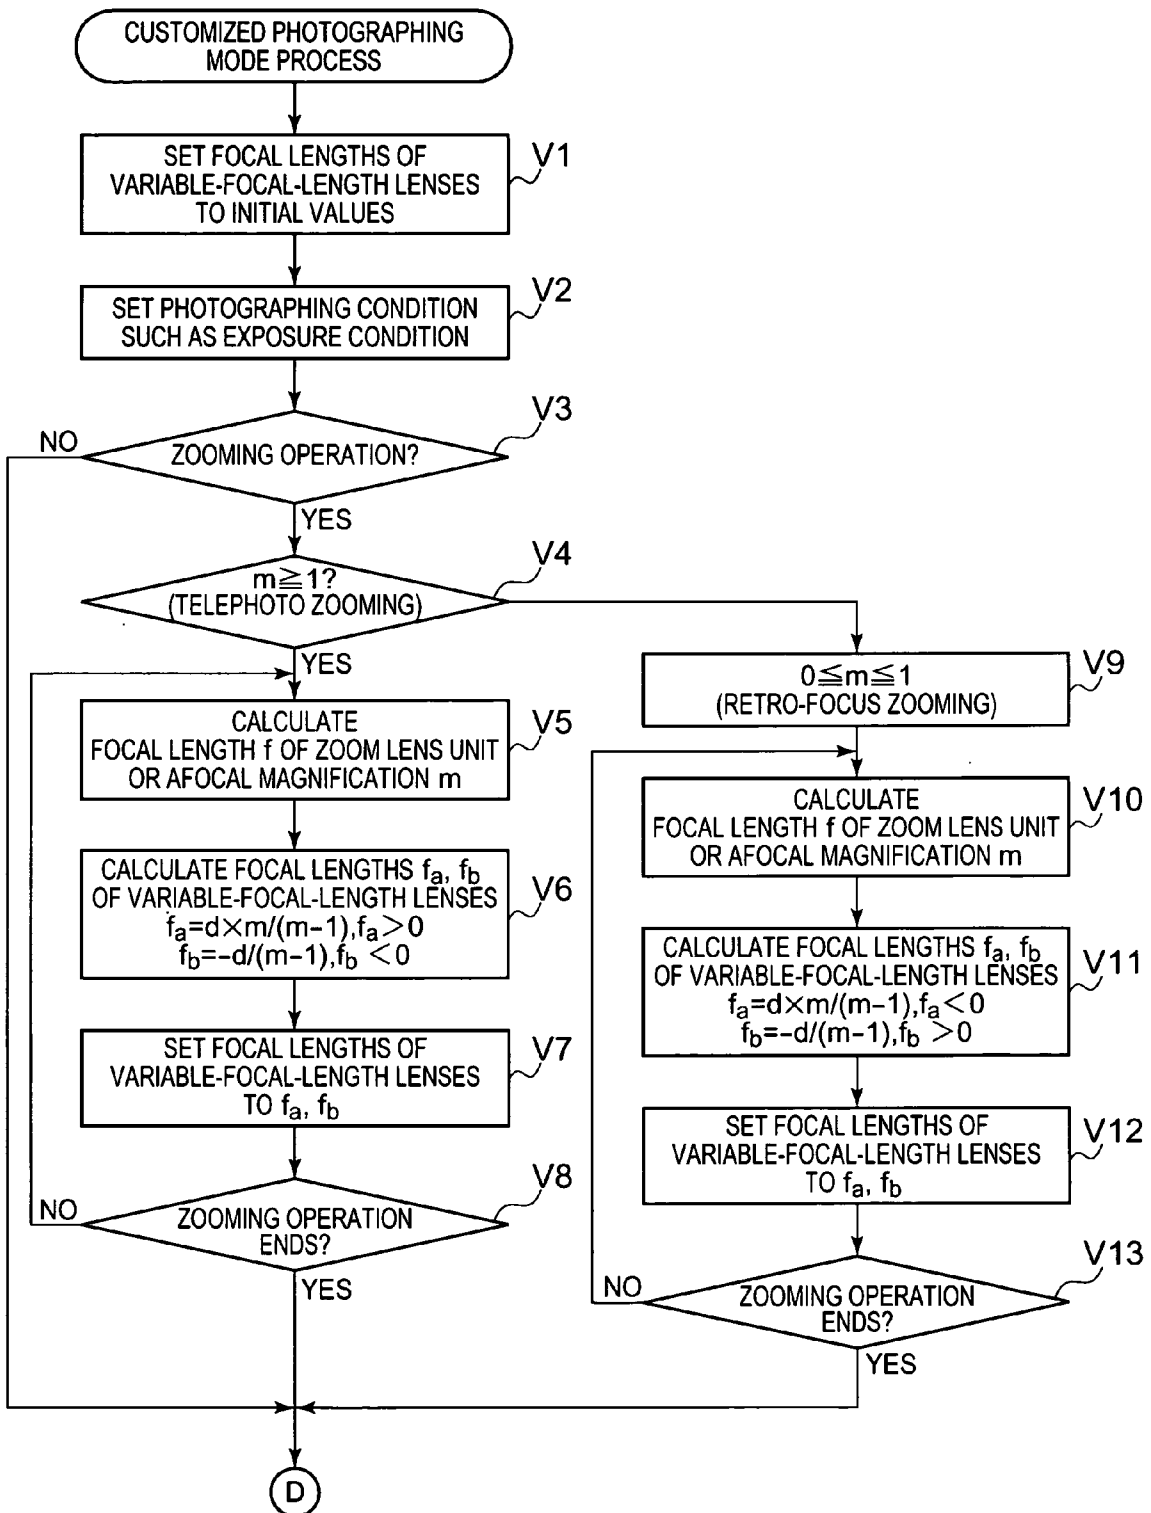 CUSTOMIZED PHOTOGRAPHING
MODE PROCESS
SET FOCAL LENGTHS OF
VARIABLE-FOCAL-LENGTH LENSES
TO INITIAL VALUES
V1
SET PHOTOGRAPHING CONDITION
SUCH AS EXPOSURE CONDITION
V2
ZOOMING OPERATION?
V3
NO
YES
m≧1?
(TELEPHOTO ZOOMING)
V4
YES
CALCULATE
FOCAL LENGTH f OF ZOOM LENS UNIT
OR AFOCAL MAGNIFICATION m
V5
CALCULATE FOCAL LENGTHS fa, fb
OF VARIABLE-FOCAL-LENGTH LENSES
fa=d×m/(m-1),fa>0
fb=-d/(m-1),fb <0
V6
SET FOCAL LENGTHS OF
VARIABLE-FOCAL-LENGTH LENSES
TO fa, fb
V7
ZOOMING OPERATION
ENDS?
V8
NO
YES
0≦m≦1
(RETRO-FOCUS ZOOMING)
V9
CALCULATE
FOCAL LENGTH f OF ZOOM LENS UNIT
OR AFOCAL MAGNIFICATION m
V10
CALCULATE FOCAL LENGTHS fa, fb
OF VARIABLE-FOCAL-LENGTH LENSES
fa=d×m/(m-1),fa<0
fb=-d/(m-1),fb >0
V11
SET FOCAL LENGTHS OF
VARIABLE-FOCAL-LENGTH LENSES
TO fa, fb
V12
ZOOMING OPERATION
ENDS?
V13
NO
YES
D